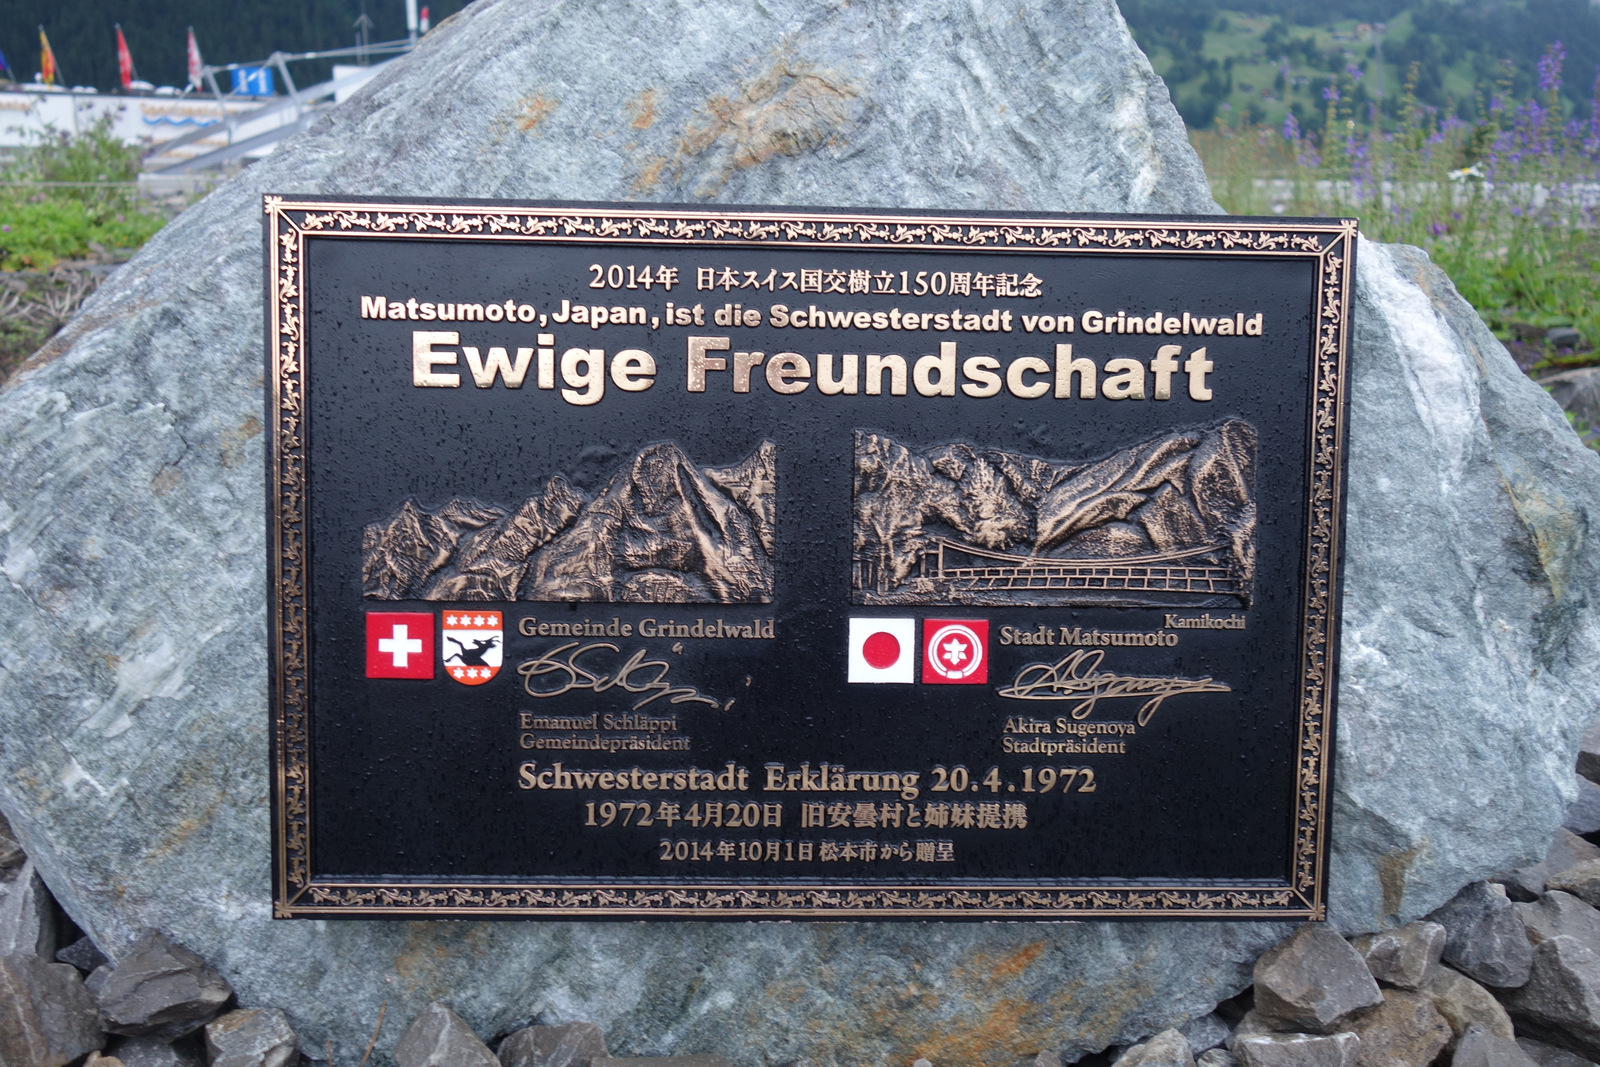 2014年 日本スイス国交樹立150周年記念
Matsumoto, Japan, ist die Schwesterstadt von Grindelwald
Ewige Freundschaft
Kamikochi
Gemeinde Grindelwald
Stadt Matsumoto
Emanuel Schläppi
Gemeindepräsident
Akira Sugenoya
Stadtpräsident
Schwesterstadt Erklärung 20.4.1972
1972年4月20日 旧安曇村と姉妹提携
2014年10月1日 松本市から贈呈